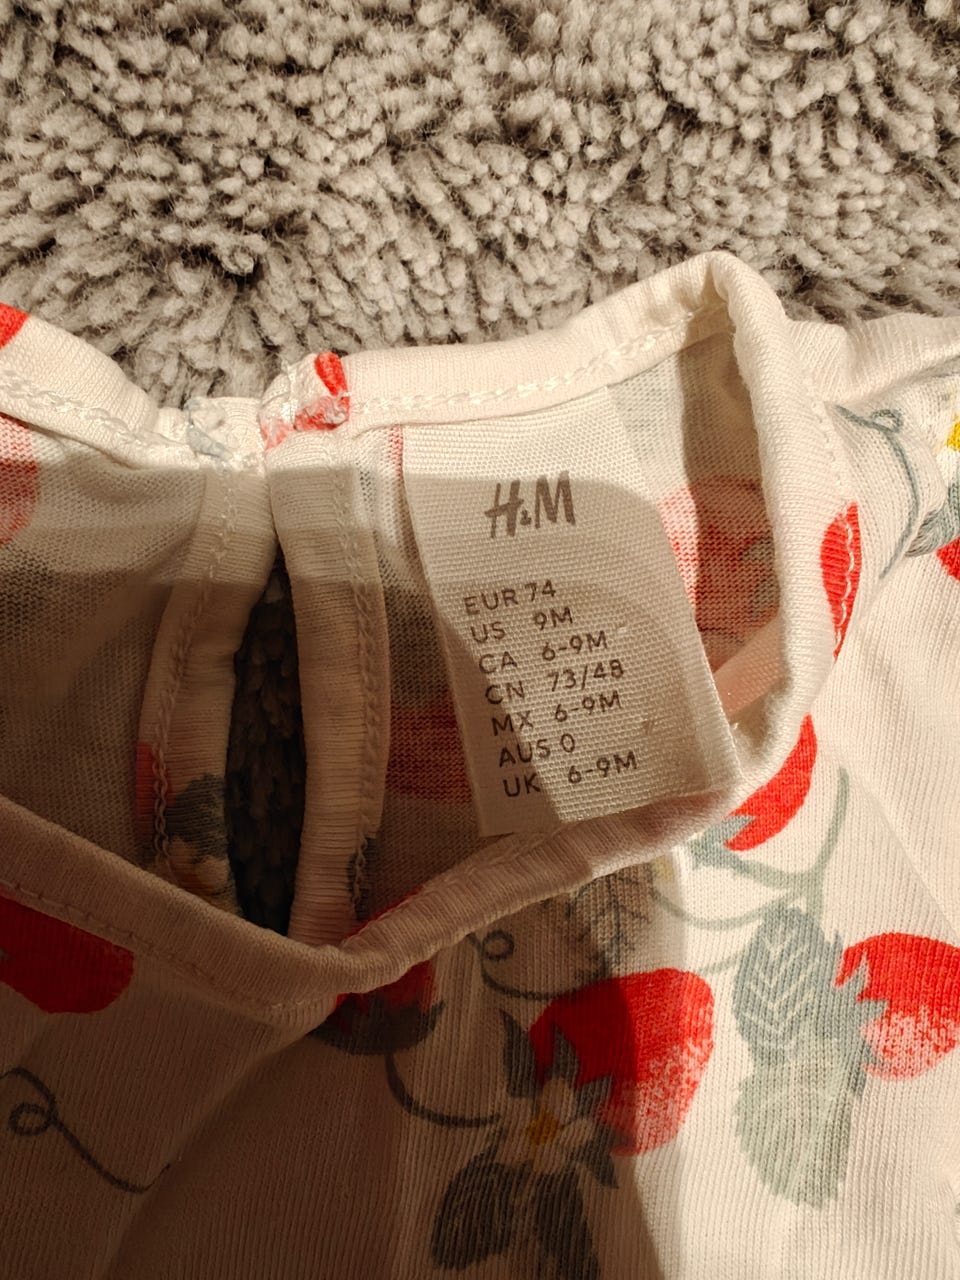 H&M
EUR 74
US 9M
CA 6-9M
CN 73/48
MX 6-9M
AUS 0
UK 6-9M